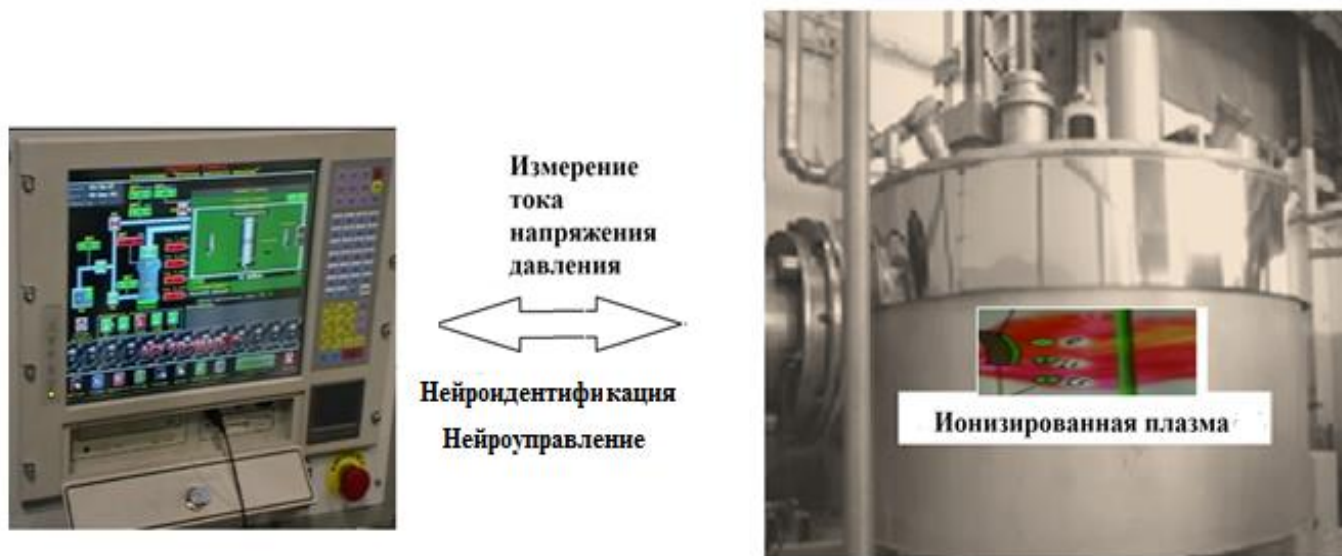 Измерение
тока
напряжения
давления
Нейроидентификация
Нейроуправление
Ионизированная плазма